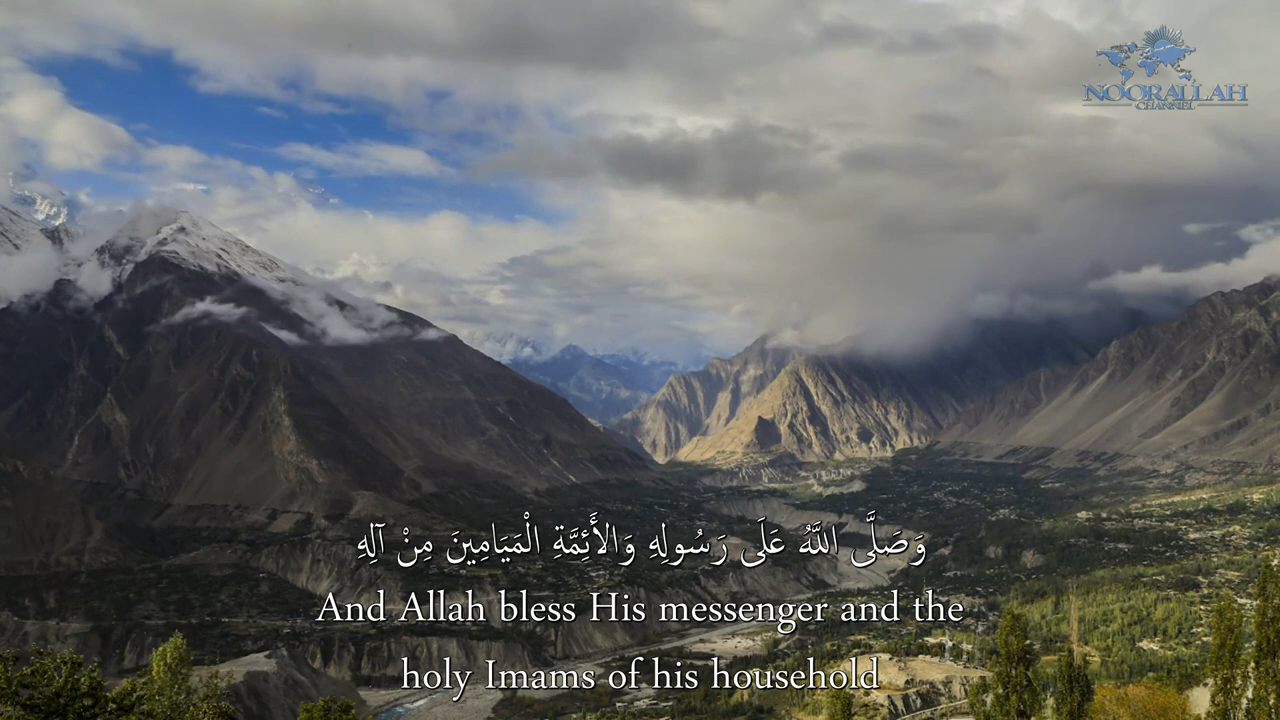 NOORALLAH
CHANNEL
وَصَلَّى اللَّهُ عَلَى رَسُولِهِ وَالأَئِمَّةِ الْمَيَامِينَ مِنْ آلِهِ
And Allah bless His messenger and the
holy Imams of his household